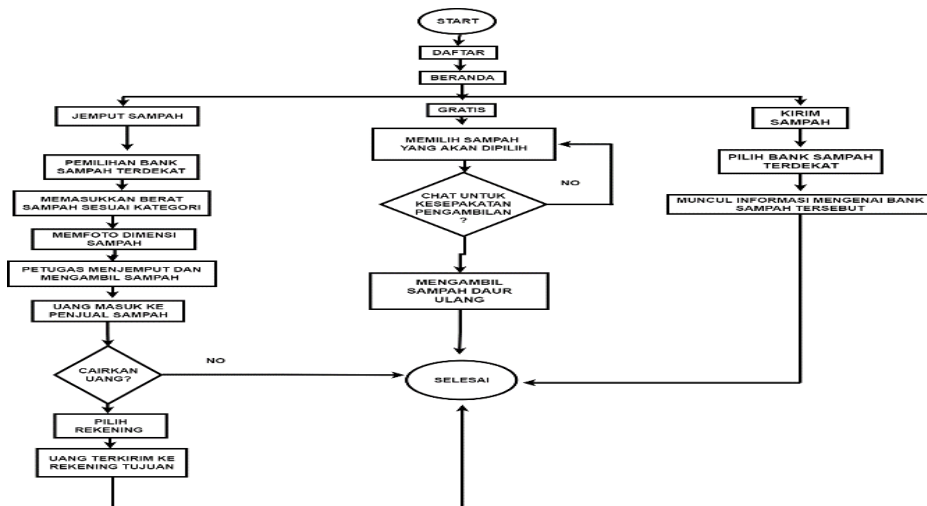 START
DAFTAR
BERANDA
JEMPUT SAMPAH
PEMILIHAN BANK
SAMPAH TERDEKAT
MEMASUKKAN BERAT
SAMPAH SESUAI KATEGORI
MEMFOTO DIMENSI
SAMPAH
PETUGAS MENJEMPUT DAN
MENGAMBIL SAMPAH
UANG MASUK KE
PENJUAL SAMPAH
CAIRKAN
UANG?
NO
PILIH
REKENING
UANG TERKIRIM KE
REKENING TUJUAN
GRATIS
MEMILIH SAMPAH
YANG AKAN DIPILIH
CHAT UNTUK
KESEPAKATAN
PENGAMBILAN
?
NO
MENGAMBIL
SAMPAH DAUR
ULANG
SELESAI
KIRIM
SAMPAH
PILIH BANK SAMPAH
TERDEKAT
MUNCUL INFORMASI MENGENAI BANK
SAMPAH TERSEBUT